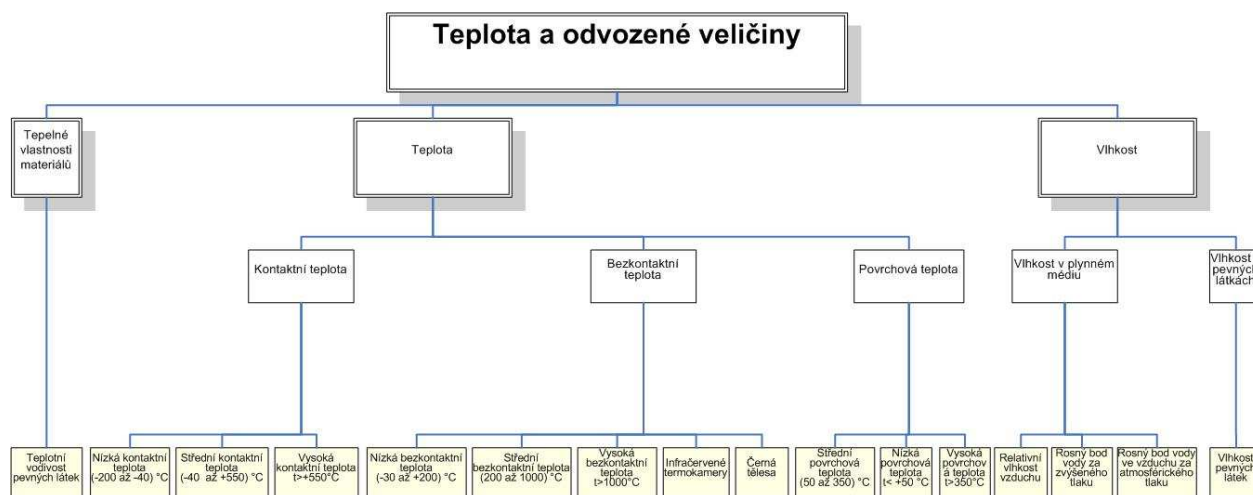 Teplota a odvozené veličiny
Tepelné
vlastnosti
materiálů
Teplota
Vlhkost
Kontaktní teplota
Bezkontaktní
teplota
Povrchová teplota
Vlhkost v plynném
médiu
Vlhkost
pevných
látkách
Teplotní
vodivost
pevných látek
Nízká kontaktní
teplota
(-200 až -40) °C
Střední kontaktní
teplota
(-40 až +550) °C
Vysoká
kontaktní teplota
t>+550°C
Nízká bezkontaktní
teplota
(-30 až +200) °C
Střední
bezkontaktní teplota
(200 až 1000) °C
Vysoká
bezkontaktní
teplota
t>1000°C
Infračervené
termokamery
Černá
tělesa
Střední
povrchová
teplota
(50 až 350) °C
Nízká
povrchová
teplota
t< +50 °C
Vysoká
povrchov
á teplota
t>350°C
Relativní
vlhkost
vzduchu
Rosný bod
vody za
zvýšeného
tlaku
Rosný bod vody
ve vzduchu za
atmosférického
tlaku
Vlhkost
pevných
látek